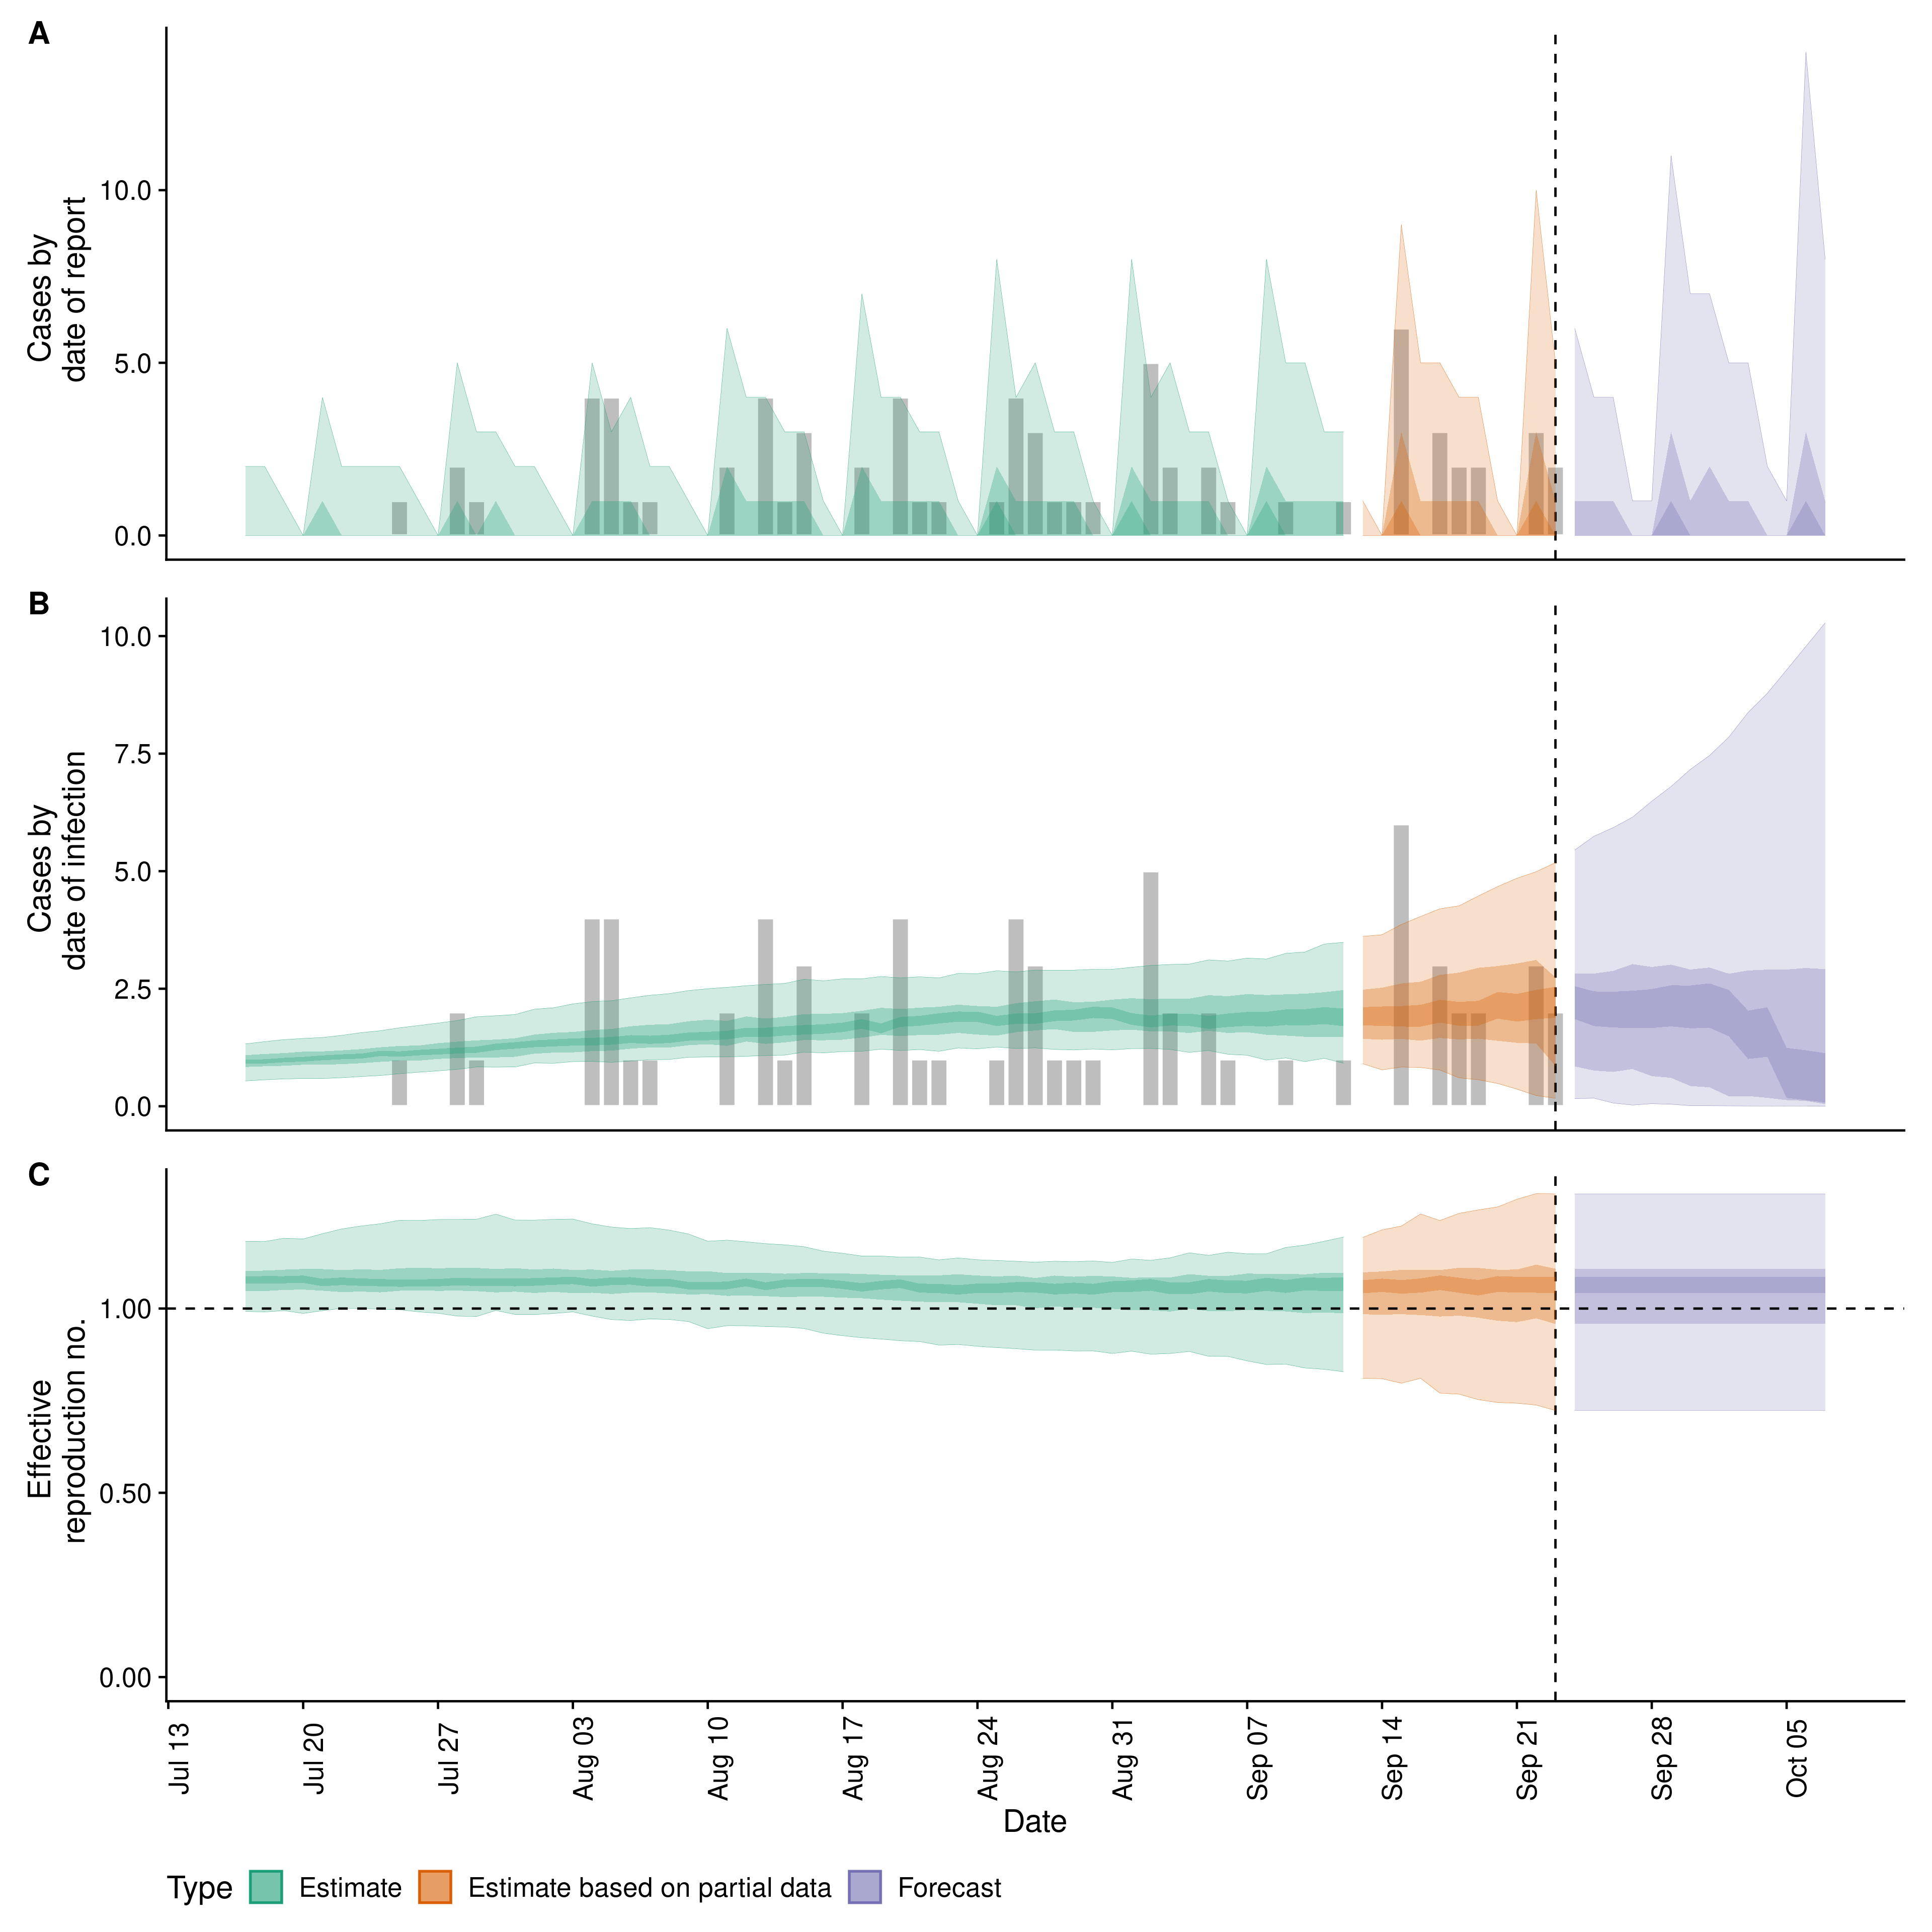 A
Cases by
date of report
10.0
5.0
0.0
B
Cases by
date of infection
10.0
7.5
5.0
2.5
0.0
C
Effective
reproduction no.
1.00
0.50
0.00
Jul 13
Jul 20
Jul 27
Aug 03
Aug 10
Aug 17
Aug 24
Aug 31
Sep 07
Sep 14
Sep 21
Sep 28
Oct 05
Date
Type Estimate Estimate based on partial data Forecast